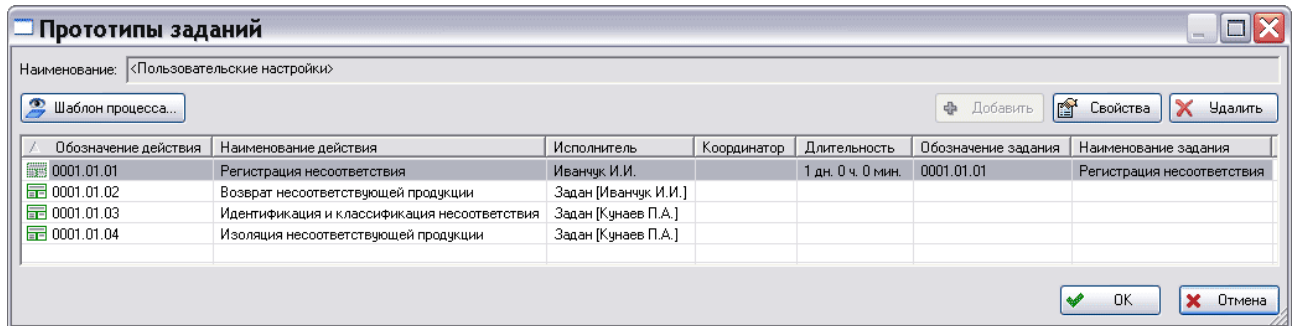 Прототипы заданий
Наименование: <Пользовательские настройки>
Шаблон процесса... Добавить Свойства Удалить
Обозначение действия Наименование действия Исполнитель Координатор Длительность Обозначение задания Наименование задания
0001.01.01 Регистрация несоответствия Иванчук И.И. 1 дн. 0 ч. 0 мин. 0001.01.01 Регистрация несоответствия
0001.01.02 Возврат несоответствующей продукции Задан [Иванчук И.И.]
0001.01.03 Идентификация и классификация несоответствия Задан [Кунаев П.А.]
0001.01.04 Изоляция несоответствующей продукции Задан [Кунаев П.А.]
OK Отмена